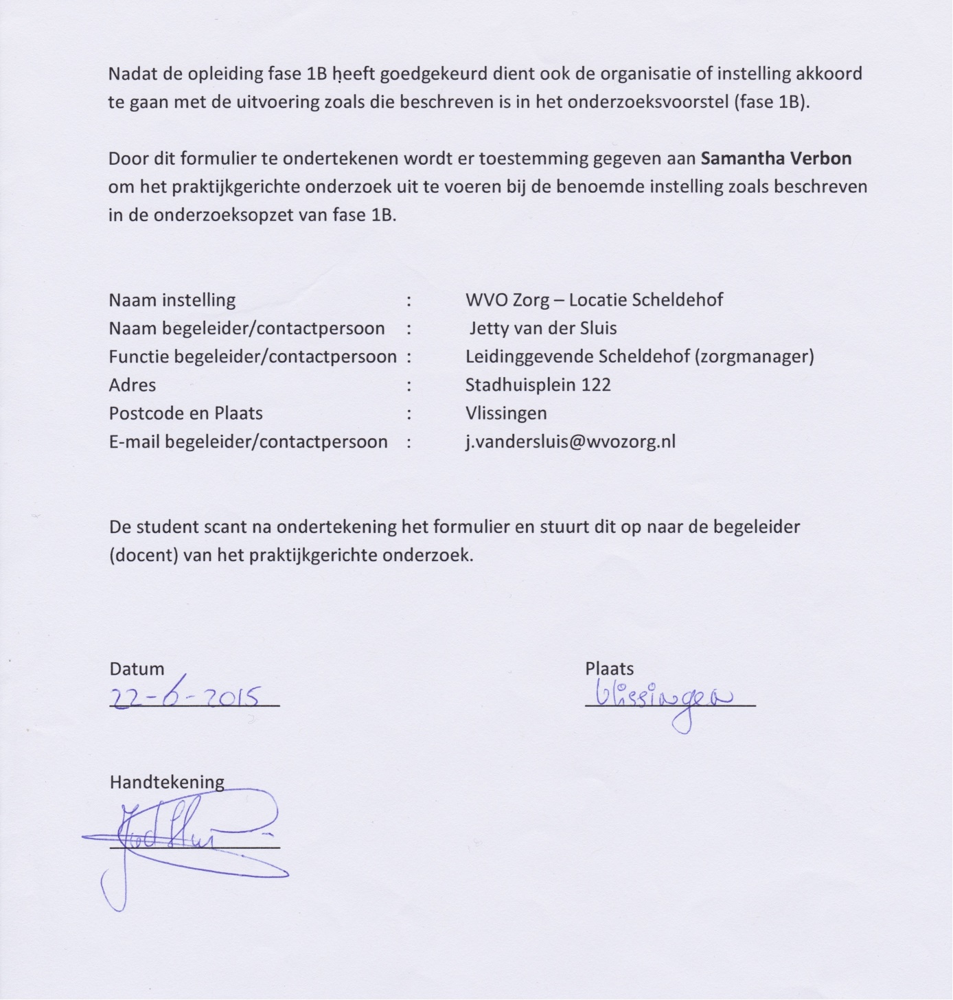 Nadat de opleiding fase 1B heeft goedgekeurd dient ook de organisatie of instelling akkoord
te gaan met de uitvoering zoals die beschreven is in het onderzoeksvoorstel (fase 1B).
Door dit formulier te ondertekenen wordt er toestemming gegeven aan Samantha Verbon
om het praktijkgerichte onderzoek uit te voeren bij de benoemde instelling zoals beschreven
in de onderzoeksopzet van fase 1B.
Naam instelling : WVO Zorg – Locatie Scheldehof
Naam begeleider/contactpersoon : Jetty van der Sluis
Functie begeleider/contactpersoon : Leidinggevende Scheldehof (zorgmanager)
Adres : Stadhuisplein 122
Postcode en Plaats : Vlissingen
E-mail begeleider/contactpersoon : j.vandersluis@wvozorg.nl
De student scant na ondertekening het formulier en stuurt dit op naar de begeleider
(docent) van het praktijkgerichte onderzoek.
Datum Plaats
22-6-2015 Vlissingen
Handtekening